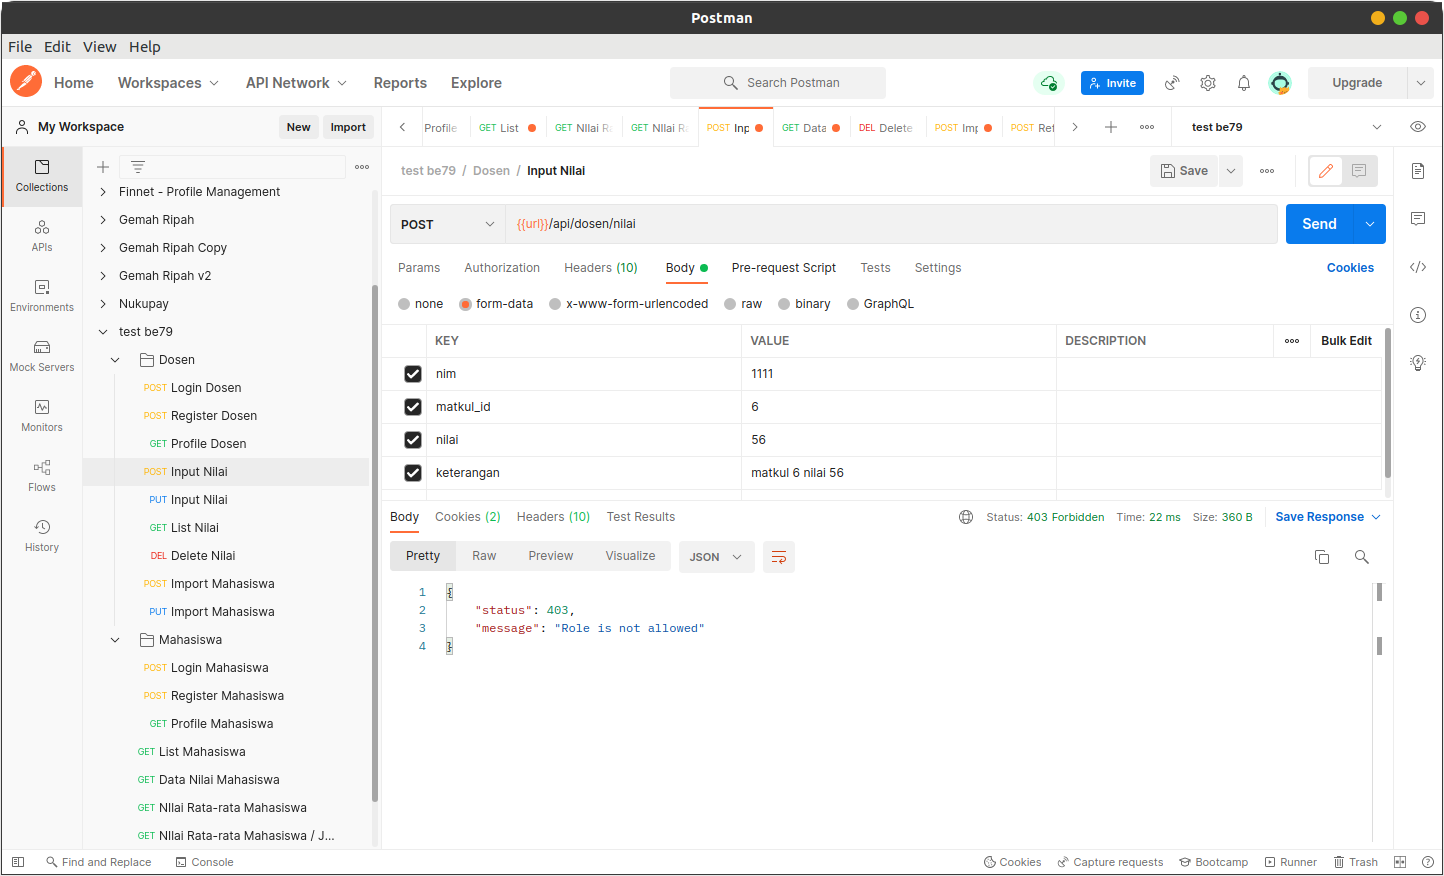 Postman
File Edit View Help
Home Workspaces API Network Reports Explore Search Postman Invite Upgrade
My Workspace New Import
Profile GET List GET NIlai Ra GET NIlai Ra POST Inp GET Data DEL Delete POST Imp POST Ref test be79
Collections
APIs
Environments
Mock Servers
Monitors
Flows
History
Finnet - Profile Management
Gemah Ripah
Gemah Ripah Copy
Gemah Ripah v2
Nukupay
test be79
Dosen
POST Login Dosen
POST Register Dosen
GET Profile Dosen
POST Input Nilai
PUT Input Nilai
GET List Nilai
DEL Delete Nilai
POST Import Mahasiswa
PUT Import Mahasiswa
Mahasiswa
POST Login Mahasiswa
POST Register Mahasiswa
GET Profile Mahasiswa
GET List Mahasiswa
GET Data Nilai Mahasiswa
GET NIlai Rata-rata Mahasiswa
GET NIlai Rata-rata Mahasiswa / J...
test be79 / Dosen / Input Nilai Save
POST {{url}}/api/dosen/nilai Send
Params Authorization Headers (10) Body Pre-request Script Tests Settings Cookies
none form-data x-www-form-urlencoded raw binary GraphQL
KEY VALUE DESCRIPTION Bulk Edit
nim 1111
matkul_id 6
nilai 56
keterangan matkul 6 nilai 56
Body Cookies (2) Headers (10) Test Results Status: 403 Forbidden Time: 22 ms Size: 360 B Save Response
Pretty Raw Preview Visualize JSON
1 {
2 "status": 403,
3 "message": "Role is not allowed"
4 }
Find and Replace Console Cookies Capture requests Bootcamp Runner Trash